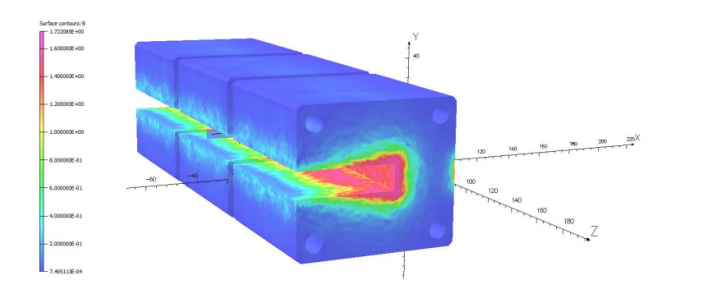 Surface contours: B
1.722085E+00
1.600000E+00
1.400000E+00
1.200000E+00
1.000000E+00
8.000000E-01
6.000000E-01
4.000000E-01
2.000000E-01
7.495113E-04
Y
40
X
120
140
160
180
200
220
-60
-40
100
120
140
160
180
Z